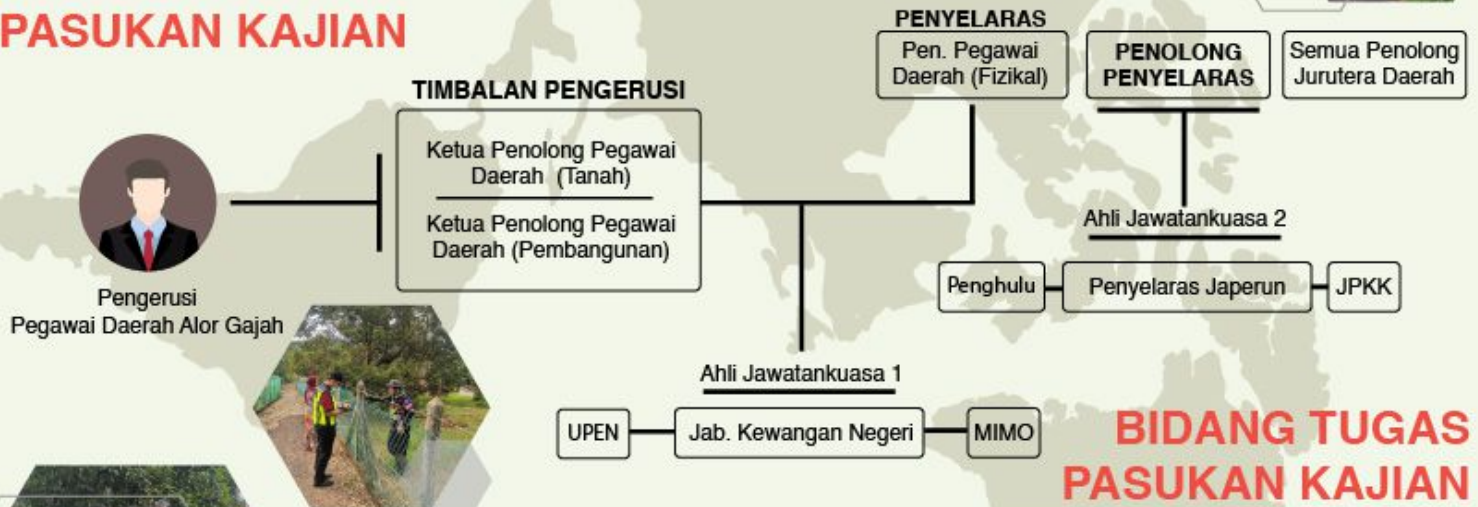 PASUKAN KAJIAN
Pengerusi
Pegawai Daerah Alor Gajah
TIMBALAN PENGERUSI
Ketua Penolong Pegawai
Daerah (Tanah)
Ketua Penolong Pegawai
Daerah (Pembangunan)
PENYELARAS
Pen. Pegawai
Daerah (Fizikal)
PENOLONG
PENYELARAS
Semua Penolong
Jurutera Daerah
Ahli Jawatankuasa 2
Penghulu
Penyelaras Japerun
JPKK
Ahli Jawatankuasa 1
UPEN
Jab. Kewangan Negeri
MIMO
BIDANG TUGAS
PASUKAN KAJIAN